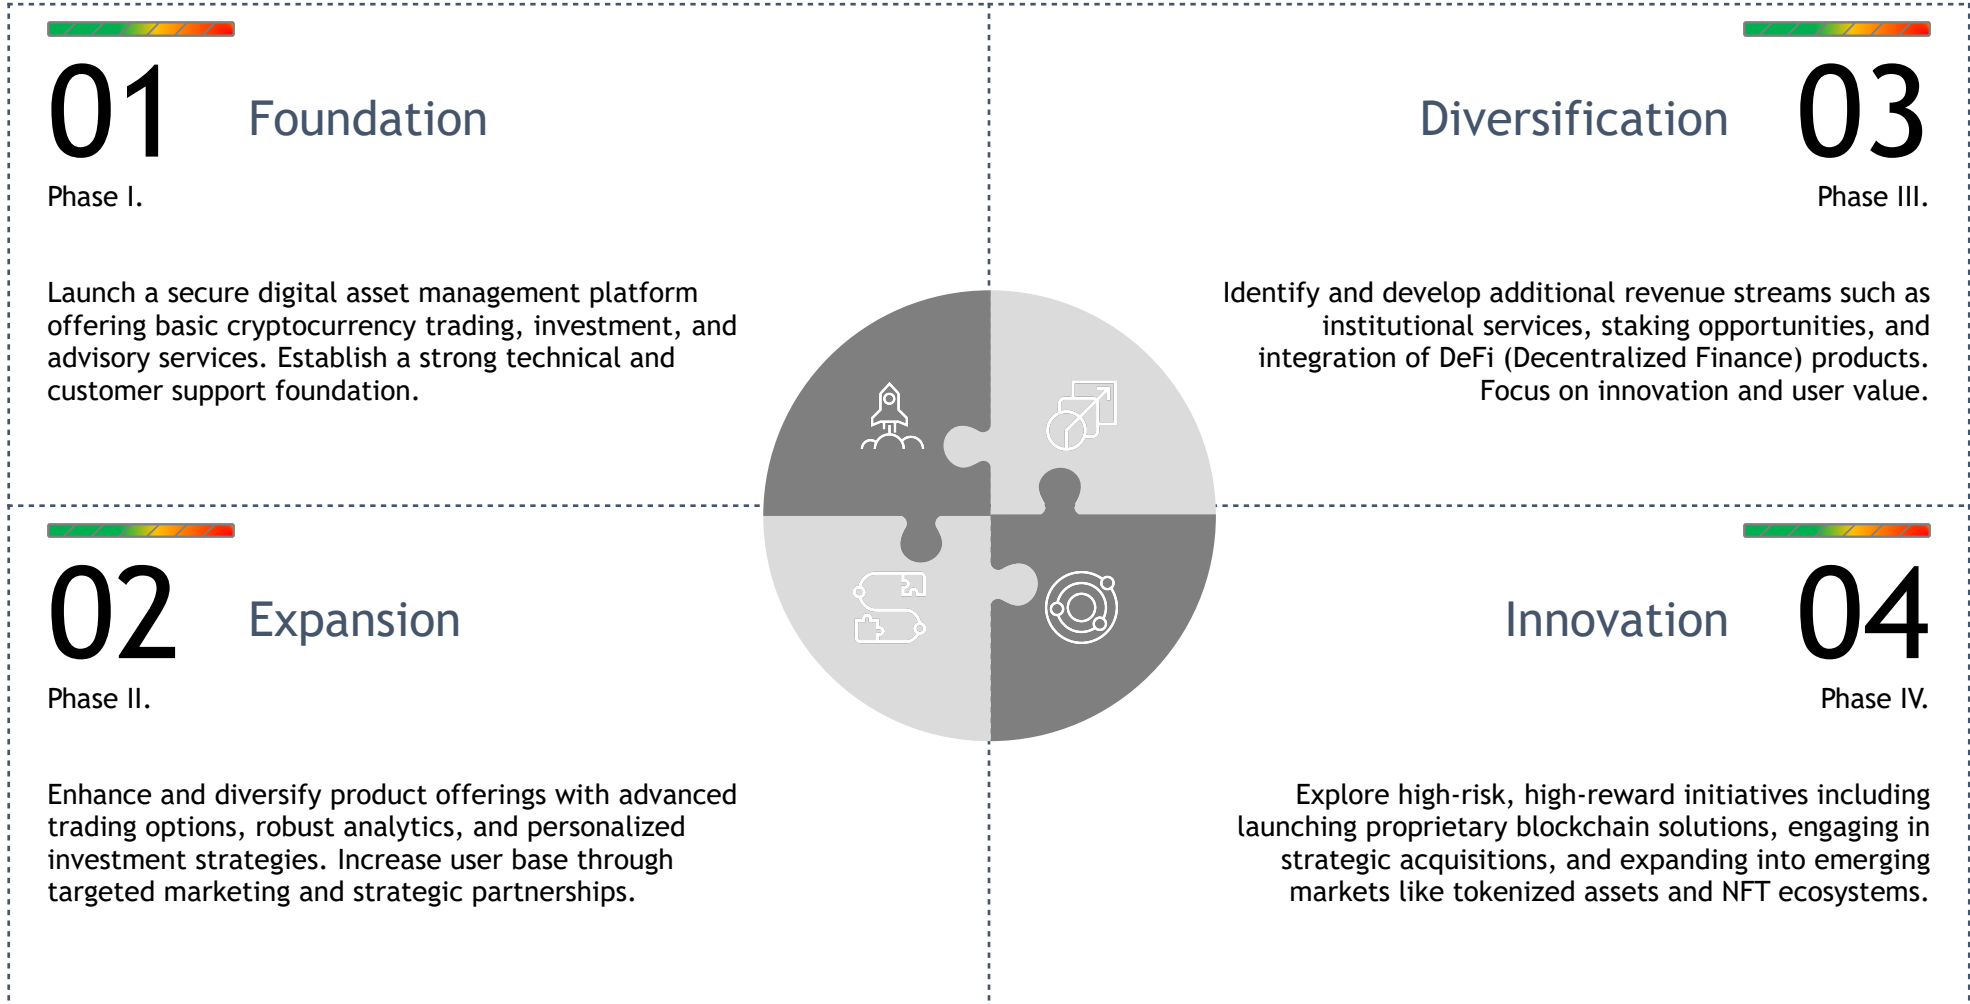 01
Foundation
Phase I.
Launch a secure digital asset management platform
offering basic cryptocurrency trading, investment, and
advisory services. Establish a strong technical and
customer support foundation.
02
Expansion
Phase II.
Enhance and diversify product offerings with advanced
trading options, robust analytics, and personalized
investment strategies. Increase user base through
targeted marketing and strategic partnerships.
Diversification
03
Phase III.
Identify and develop additional revenue streams such as
institutional services, staking opportunities, and
integration of DeFi (Decentralized Finance) products.
Focus on innovation and user value.
Innovation
04
Phase IV.
Explore high-risk, high-reward initiatives including
launching proprietary blockchain solutions, engaging in
strategic acquisitions, and expanding into emerging
markets like tokenized assets and NFT ecosystems.